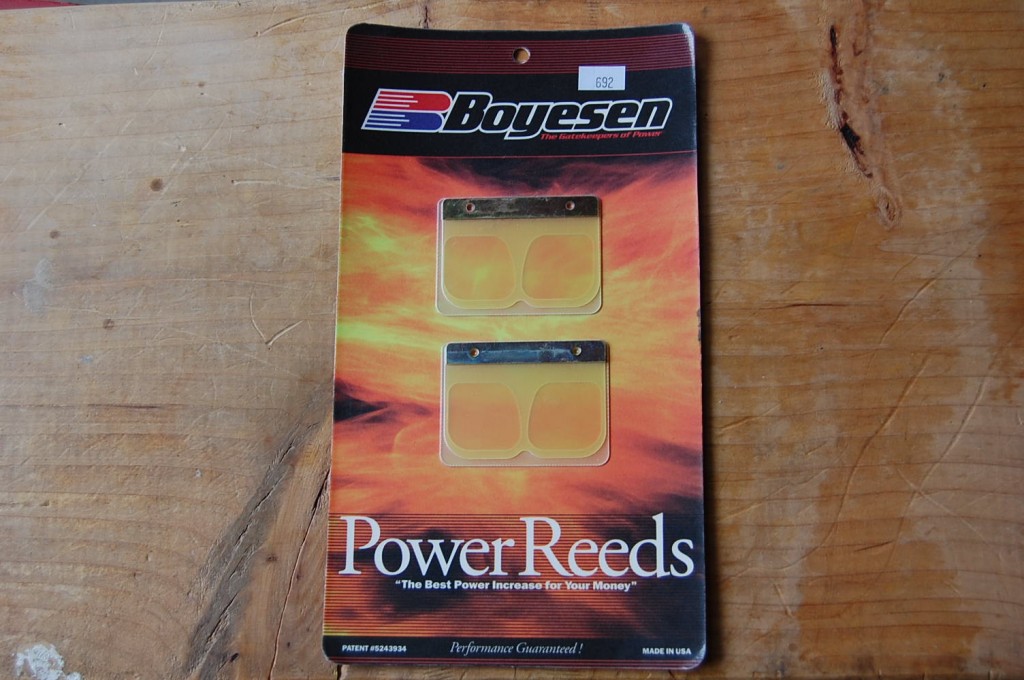 692
Boyesen
The Gatekeepers of Power
Power Reeds
"The Best Power Increase for Your Money"
PATENT #5243934
Performance Guaranteed!
MADE IN USA